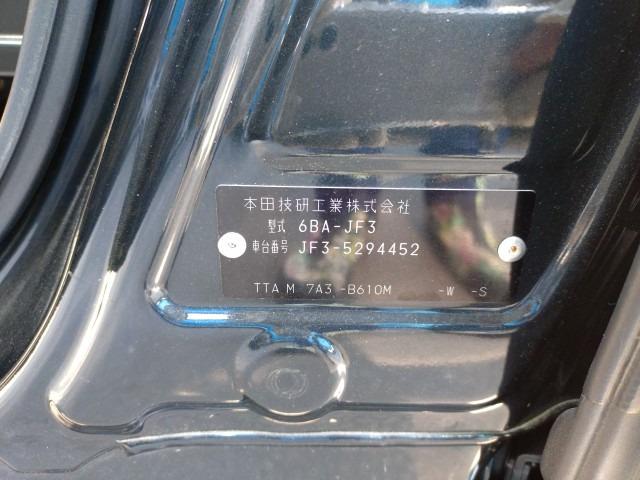 本田技研工業株式会社
型式 6BA-JF3
車台番号 JF3-5294452
TTA M 7A3 -B610M -W -S